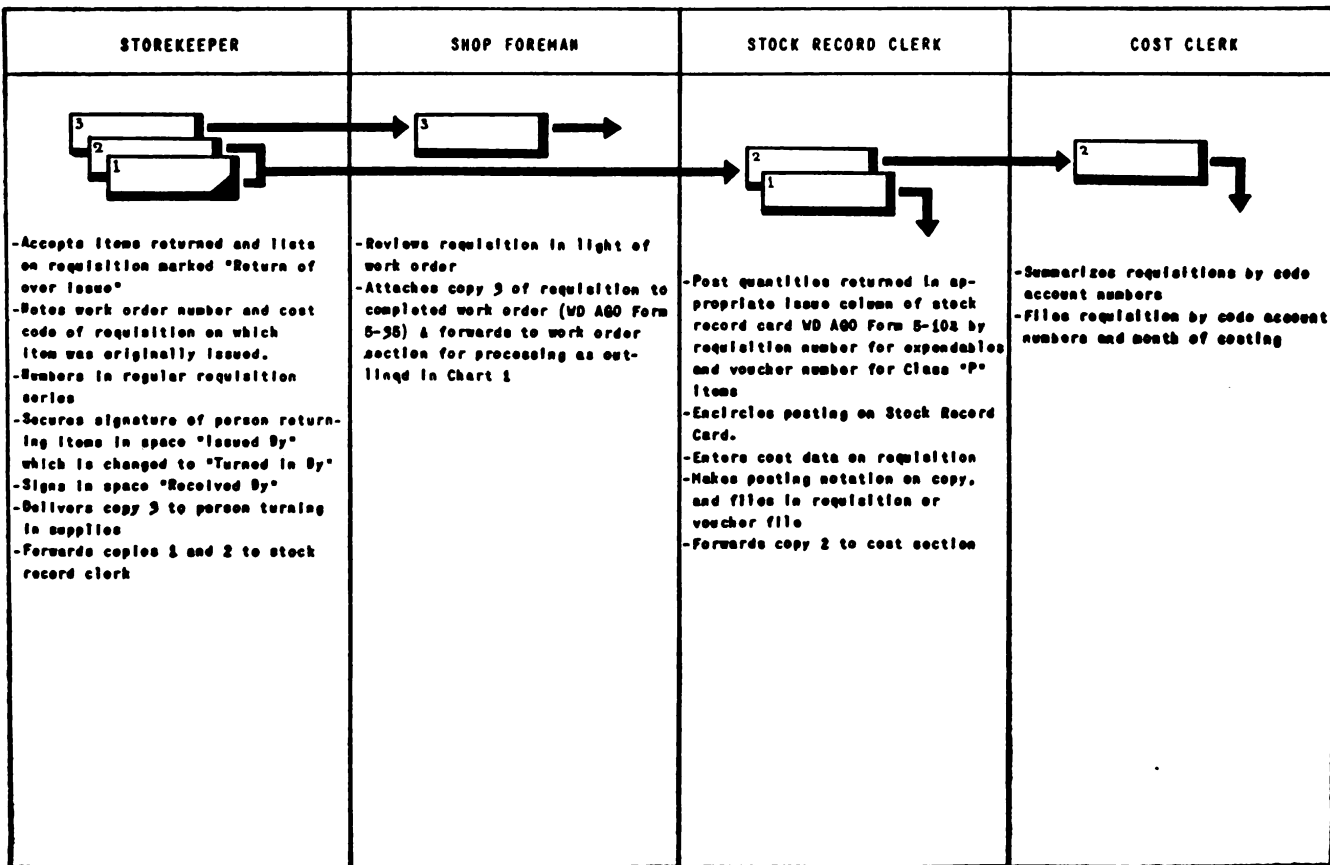 STOREKEEPER
SHOP FOREMAN
STOCK RECORD CLERK
COST CLERK
3
2
1
3
2
1
2
-Accepts items returned and lists
on requisition marked "Return of
over issue"
-Notes work order number and cost
code of requisition on which
item was originally issued.
-Numbers in regular requisition
series
-Secures signature of person return-
ing items in space "Issued By"
which is changed to "Turned in By"
-Signs in space "Received By"
-Delivers copy 3 to person turning
in supplies
-Forwards copies 1 and 2 to stock
record clerk
-Reviews requisition in light of
work order
-Attaches copy 3 of requisition to
completed work order (WD AGO Form
5-38) & forwards to work order
section for processing as out-
lined in Chart 1
-Post quantities returned in ap-
propriate issue column of stock
record card WD AGO Form 5-102 by
requisition number for expendables
and voucher number for Class "P"
items
-Encircles posting on Stock Record
Card.
-Enters cost data on requisition
-Makes posting notation on copy,
and files in requisition or
voucher file
-Forwards copy 2 to cost section
-Summarizes requisitions by code
account numbers
-Files requisition by code account
numbers and month of costing